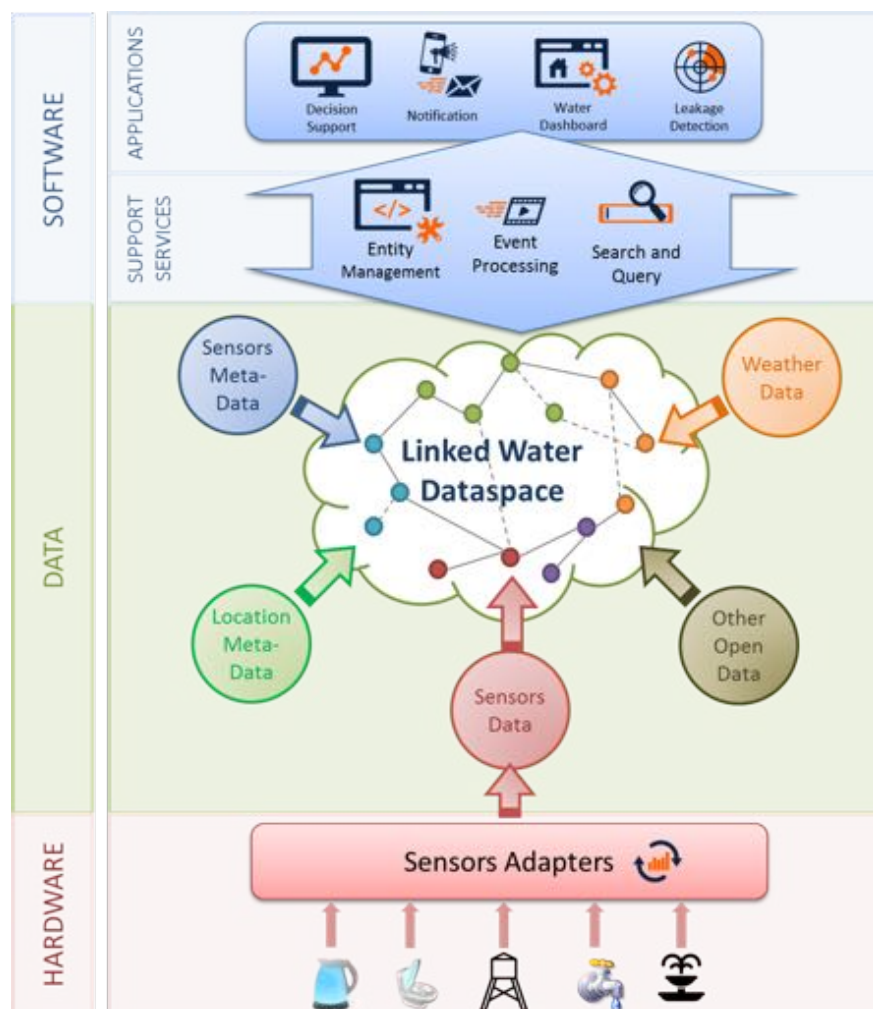 SOFTWARE
APPLICATIONS
Decision
Support
Notification
Water
Dashboard
Leakage
Detection
SUPPORT
SERVICES
</>
Entity
Management
Event
Processing
Search and
Query
DATA
Sensors
Meta-
Data
Weather
Data
Linked Water
Dataspace
Location
Meta-
Data
Other
Open
Data
Sensors
Data
HARDWARE
Sensors Adapters